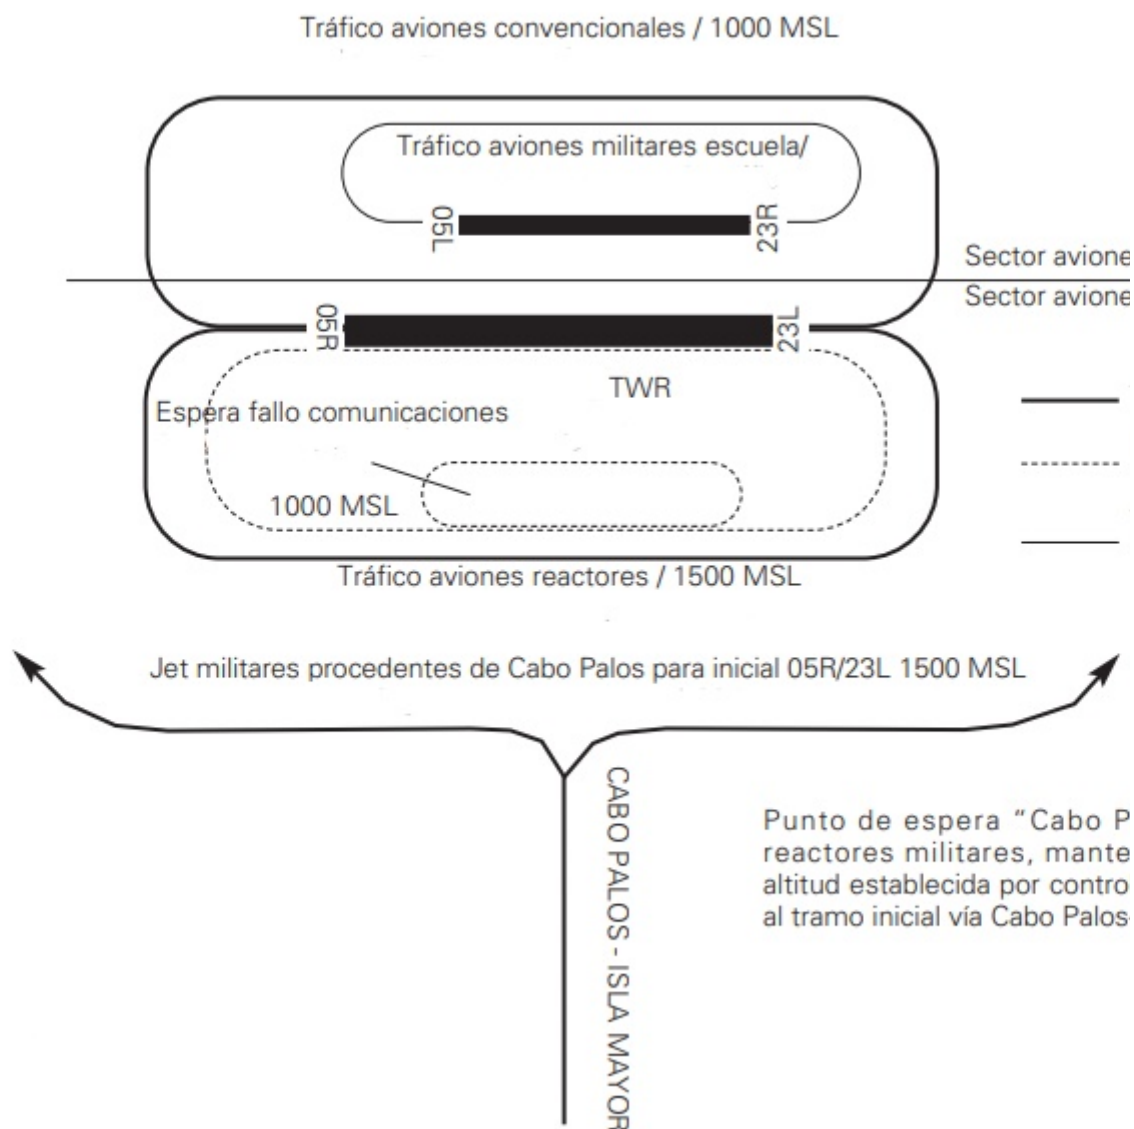 Tráfico aviones convencionales / 1000 MSL
Tráfico aviones militares escuela/
05L
23R
Sector avione
Sector avione
05R
23L
TWR
Espera fallo comunicaciones
1000 MSL
Tráfico aviones reactores / 1500 MSL
Jet militares procedentes de Cabo Palos para inicial 05R/23L 1500 MSL
CABO PALOS - ISLA MAYOR
Punto de espera “Cabo P
reactores militares, mante
altitud establecida por contro
al tramo inicial vía Cabo Palos-